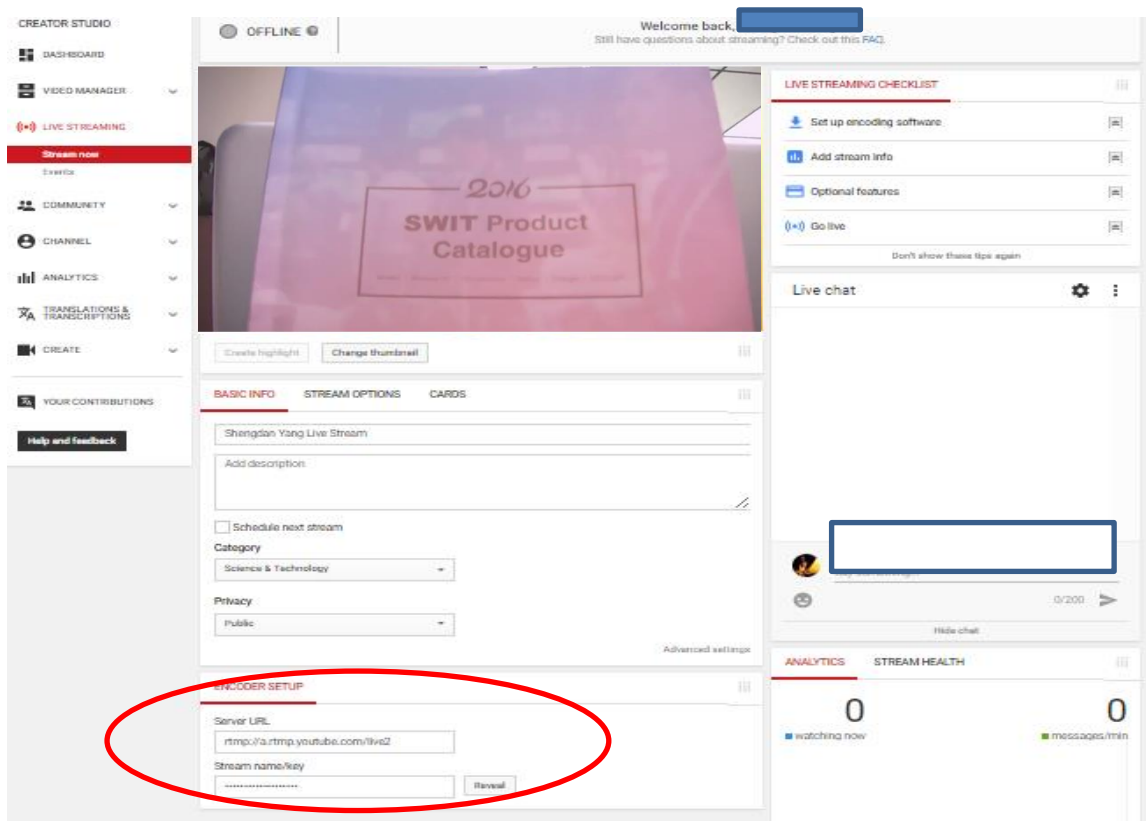 CREATOR STUDIO
DASHBOARD
VIDEO MANAGER
LIVE STREAMING
Stream now
Events
COMMUNITY
CHANNEL
ANALYTICS
TRANSLATIONS &
TRANSCRIPTIONS
CREATE
YOUR CONTRIBUTIONS
Help and feedback
OFFLINE
Welcome back,
Still have questions about streaming? Check out this FAQ.
2016
SWIT Product
Catalogue
Create highlight
Change thumbnail
BASIC INFO STREAM OPTIONS CARDS
Shengdan Yang Live Stream
Add description
Schedule next stream
Category
Science & Technology
Privacy
Public
Advanced settings
ENCODER SETUP
Server URL
rtmp://a.rtmp.youtube.com/live2
Stream name/key
Reveal
LIVE STREAMING CHECKLIST
Set up encoding software
Add stream info
Optional features
Go live
Don't show these tips again
Live chat
0/200
Hide chat
ANALYTICS STREAM HEALTH
0 0
watching now messages/min